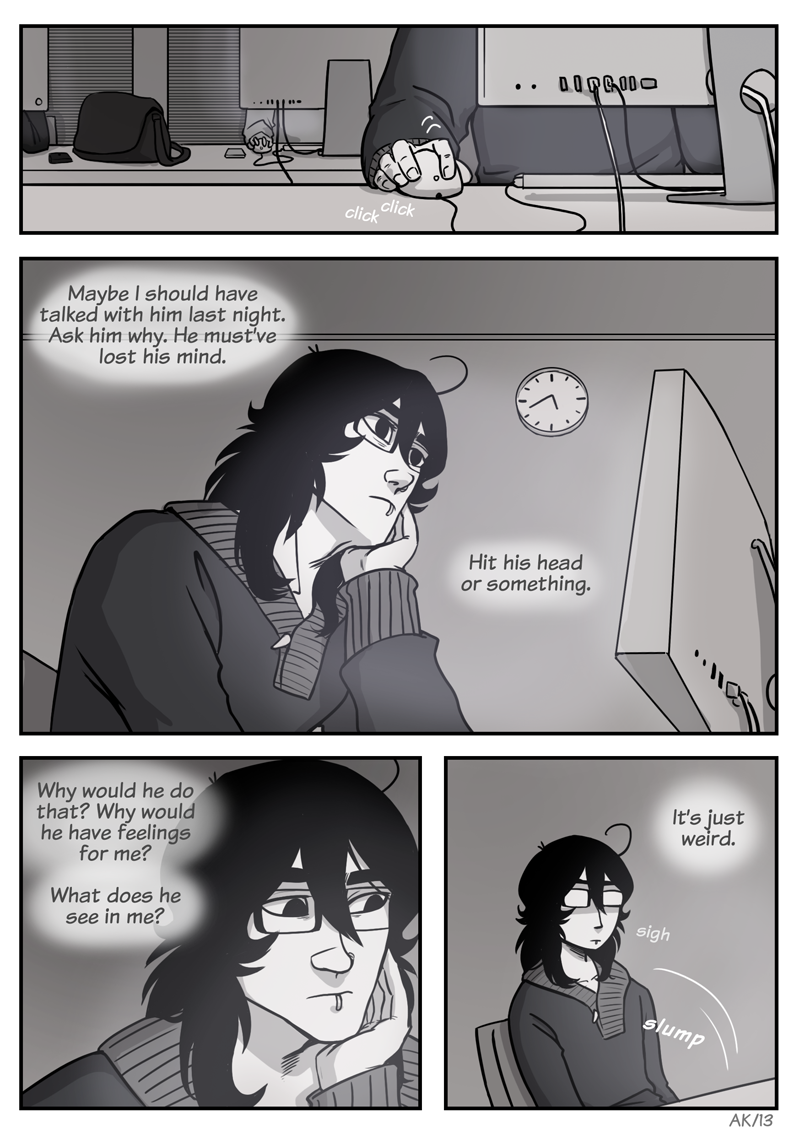 click click
Maybe I should have
talked with him last night.
Ask him why. He must've
lost his mind.
Hit his head
or something.
Why would he do
that? Why would
he have feelings
for me?
What does he
see in me?
It's just
weird.
sigh
slump
AK/13